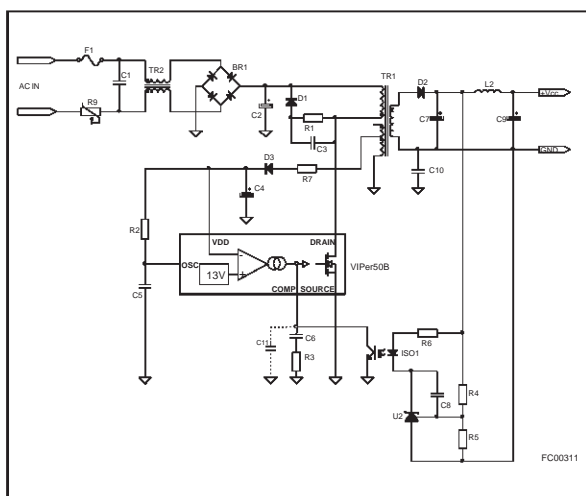 F1
BR1
TR2
TR1
AC IN
C1
D1
D2
L2
+Vcc
R9
C2
R1
C7
C9
C3
GND
D3
R7
C10
C4
R2
VDD
DRAIN
OSC
13V
-
+
VIPer50B
COMP
SOURCE
C5
C11
C6
R3
R6
ISO1
C8
R4
U2
R5
FC00311